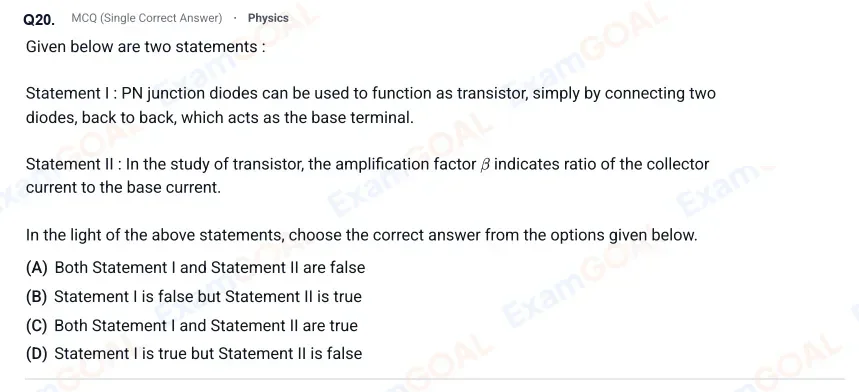 Q20. MCQ (Single Correct Answer) · Physics
Given below are two statements :
Statement I : PN junction diodes can be used to function as transistor, simply by connecting two
diodes, back to back, which acts as the base terminal.
Statement II : In the study of transistor, the amplification factor β indicates ratio of the collector
current to the base current.
In the light of the above statements, choose the correct answer from the options given below.
(A) Both Statement I and Statement II are false
(B) Statement I is false but Statement II is true
(C) Both Statement I and Statement II are true
(D) Statement I is true but Statement II is false
ExamGOAL